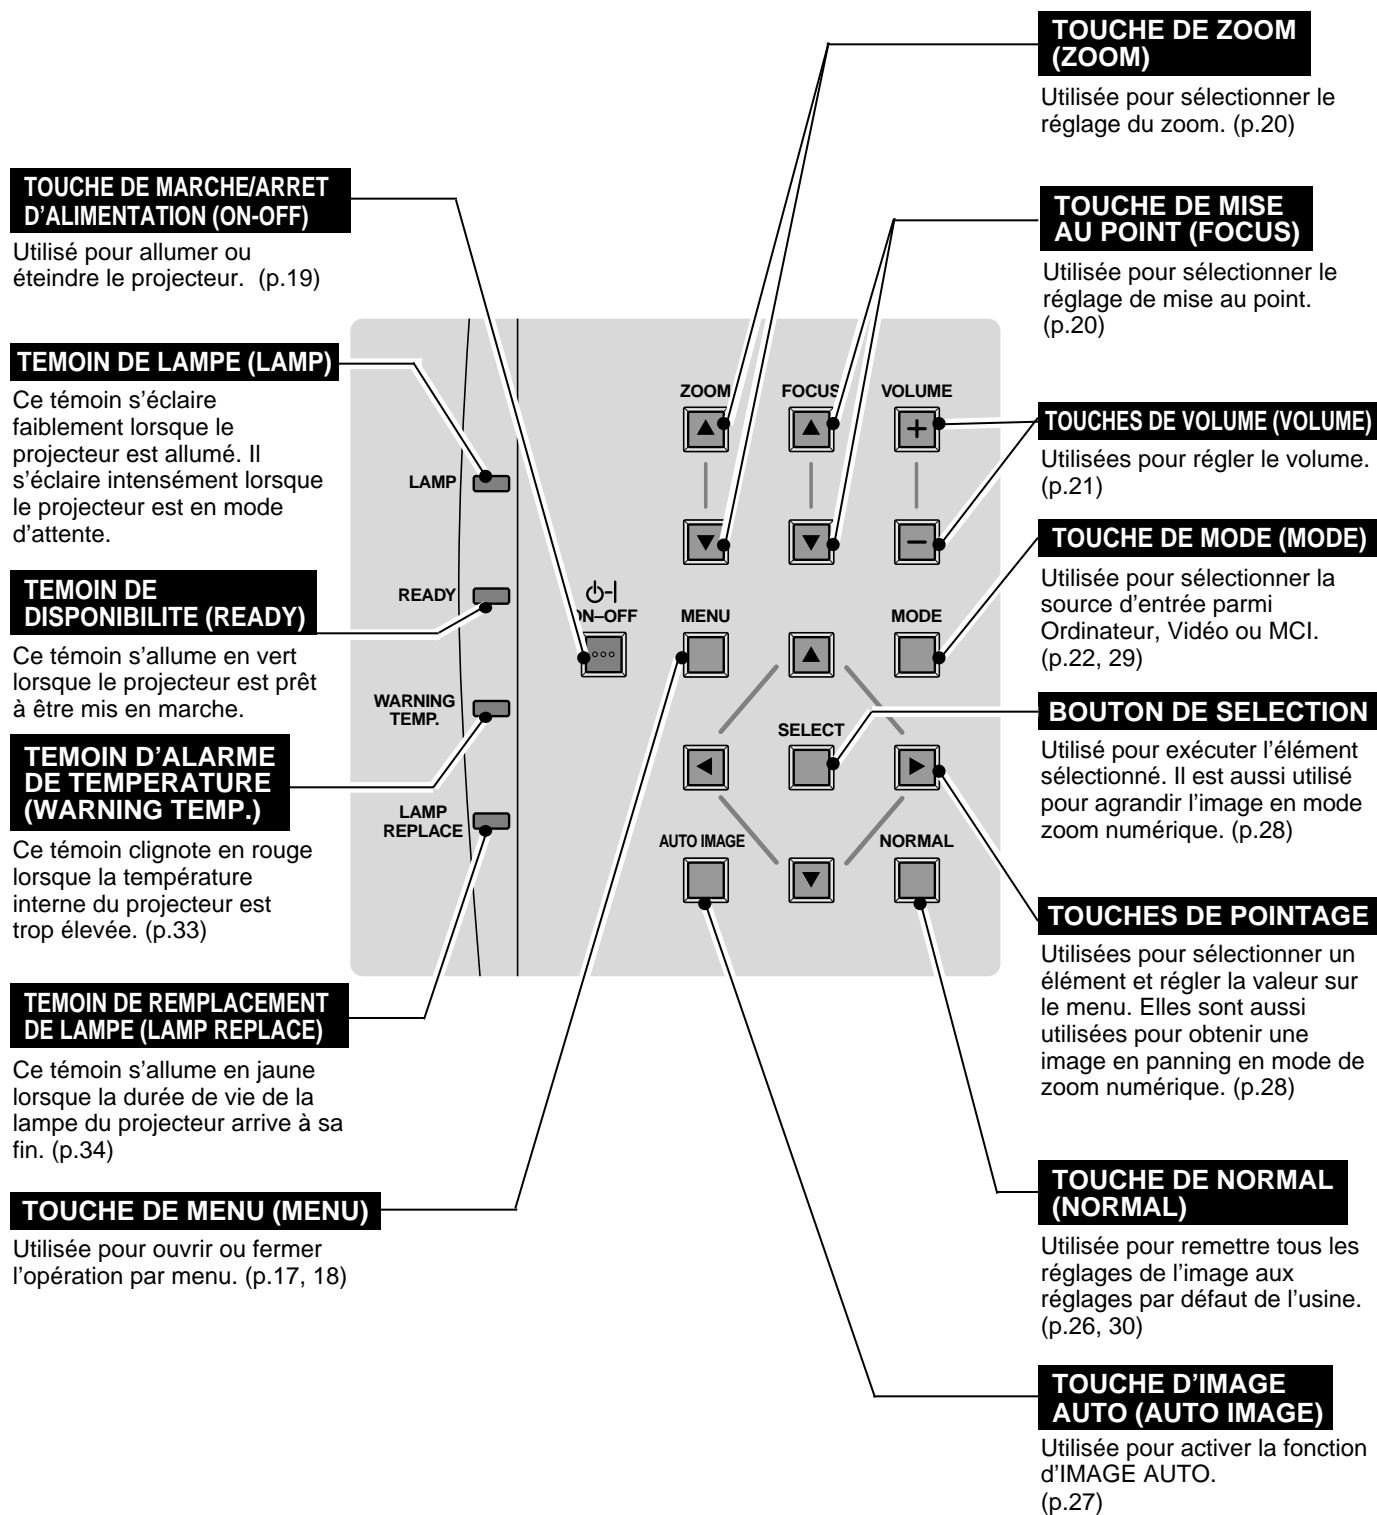 TOUCHE DE ZOOM
(ZOOM)
Utilisée pour sélectionner le
réglage du zoom. (p.20)
TOUCHE DE MARCHE/ARRET
D’ALIMENTATION (ON-OFF)
Utilisé pour allumer ou
éteindre le projecteur. (p.19)
TOUCHE DE MISE
AU POINT (FOCUS)
Utilisée pour sélectionner le
réglage de mise au point.
(p.20)
TEMOIN DE LAMPE (LAMP)
Ce témoin s’éclaire
faiblement lorsque le
projecteur est allumé. Il
s’éclaire intensément lorsque
le projecteur est en mode
d’attente.
TEMOIN DE
DISPONIBILITE (READY)
Ce témoin s’allume en vert
lorsque le projecteur est prêt
à être mis en marche.
TEMOIN D’ALARME
DE TEMPERATURE
(WARNING TEMP.)
Ce témoin clignote en rouge
lorsque la température
interne du projecteur est
trop élevée. (p.33)
TEMOIN DE REMPLACEMENT
DE LAMPE (LAMP REPLACE)
Ce témoin s’allume en jaune
lorsque la durée de vie de la
lampe du projecteur arrive à sa
fin. (p.34)
TOUCHE DE MENU (MENU)
Utilisée pour ouvrir ou fermer
l’opération par menu. (p.17, 18)
ZOOM
FOCUS
VOLUME
LAMP
READY
ON–OFF
MENU
MODE
WARNING
TEMP.
SELECT
LAMP
REPLACE
AUTO IMAGE
NORMAL
TOUCHES DE VOLUME (VOLUME)
Utilisées pour régler le volume.
(p.21)
TOUCHE DE MODE (MODE)
Utilisée pour sélectionner la
source d’entrée parmi
Ordinateur, Vidéo ou MCI.
(p.22, 29)
BOUTON DE SELECTION
Utilisé pour exécuter l’élément
sélectionné. Il est aussi utilisé
pour agrandir l’image en mode
zoom numérique. (p.28)
TOUCHES DE POINTAGE
Utilisées pour sélectionner un
élément et régler la valeur sur
le menu. Elles sont aussi
utilisées pour obtenir une
image en panning en mode de
zoom numérique. (p.28)
TOUCHE DE NORMAL
(NORMAL)
Utilisée pour remettre tous les
réglages de l’image aux
réglages par défaut de l’usine.
(p.26, 30)
TOUCHE D’IMAGE
AUTO (AUTO IMAGE)
Utilisée pour activer la fonction
d’IMAGE AUTO.
(p.27)